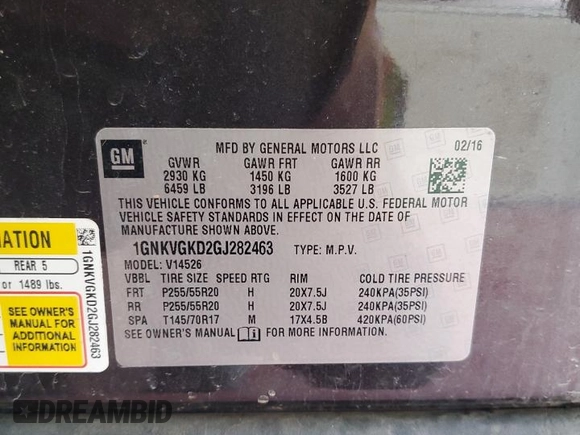 MFD BY GENERAL MOTORS LLC 02/16
GM
GVWR GAWR FRT GAWR RR
2930 KG 1450 KG 1600 KG
6459 LB 3196 LB 3527 LB
THIS VEHICLE CONFORMS TO ALL APPLICABLE U.S. FEDERAL MOTOR
VEHICLE SAFETY STANDARDS IN EFFECT ON THE DATE OF
MANUFACTURE SHOWN ABOVE.
1GNKVGKD2GJ282463 TYPE: M.P.V.
MODEL: V14526
VBBL TIRE SIZE SPEED RTG RIM COLD TIRE PRESSURE
FRT P255/55R20 H 20X7.5J 240KPA(35PSI)
RR P255/55R20 H 20X7.5J 240KPA(35PSI)
SPA T145/70R17 M 17X4.5B 420KPA(60PSI)
SEE OWNER'S MANUAL FOR MORE INFORMATION.
MATION
REAR 5
or 1489 lbs.
SEE OWNER'S
MANUAL FOR
ADDITIONAL
INFORMATION
1GNKVGKD2GJ282463
DREAMBID